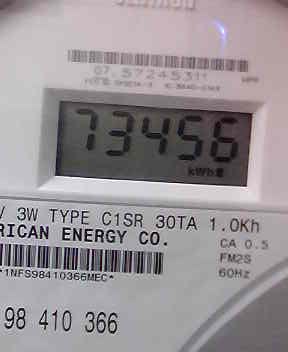 07.57245311
73456
kWh
V 3W TYPE C1SR 30TA 1.0Kh
RICAN ENERGY CO.
CA 0.5
FM2S
60Hz
*1NFS98410366MEC*
98 410 366